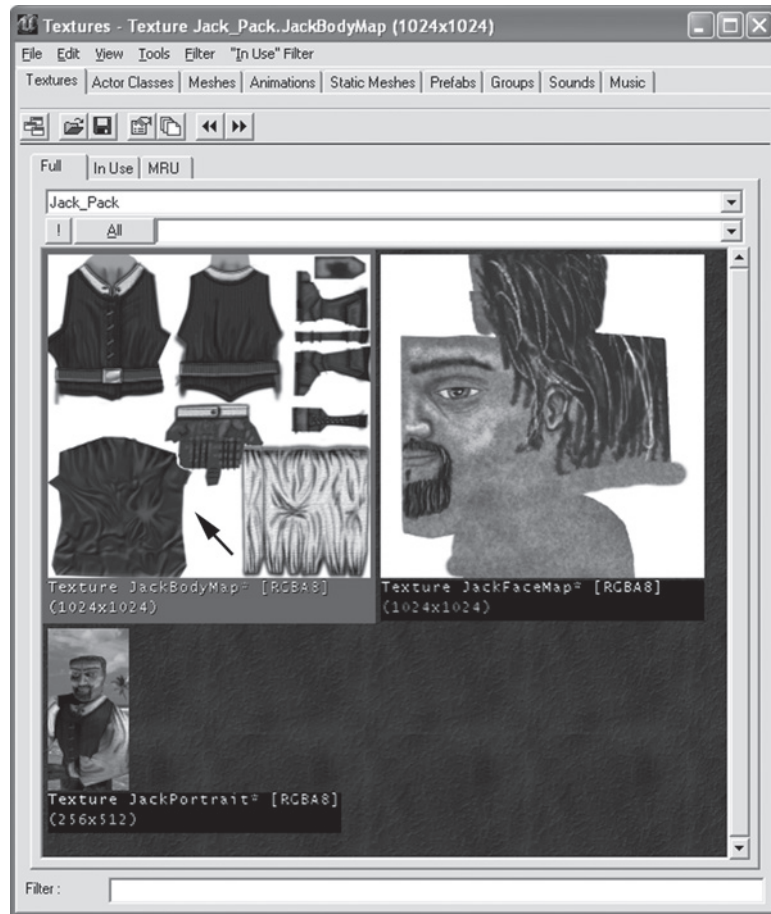 Textures - Texture Jack_Pack.JackBodyMap (1024x1024)
File Edit View Tools Filter "In Use" Filter
Textures Actor Classes Meshes Animations Static Meshes Prefabs Groups Sounds Music
Full In Use MRU
Jack_Pack
! All
Texture JackBodyMap* [RGBA8]
(1024x1024)
Texture JackFaceMap* [RGBA8]
(1024x1024)
Texture JackPortrait* [RGBA8]
(256x512)
Filter :